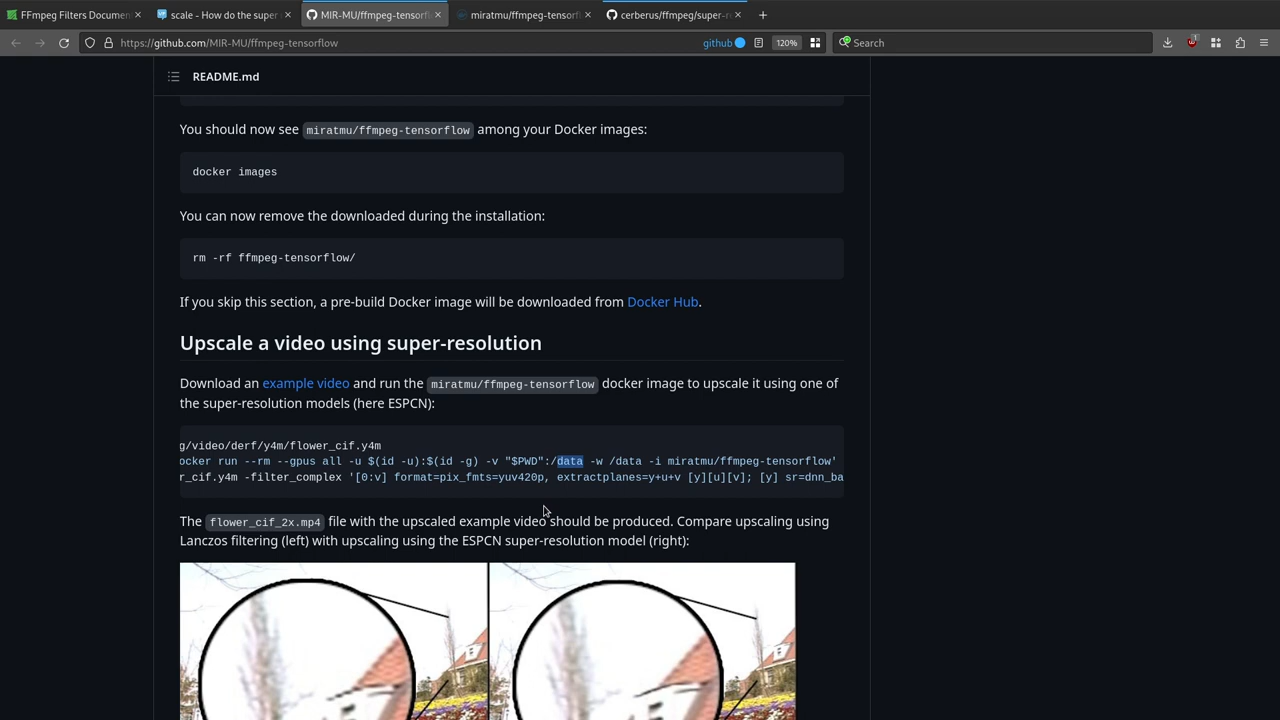 FFmpeg Filters Documen
scale - How do the super
MIR-MU/ffmpeg-tensorfl
miratmu/ffmpeg-tensorf
cerberus/ffmpeg/super-r
https://github.com/MIR-MU/ffmpeg-tensorflow
github
120%
Search
1
README.md
You should now see miratmu/ffmpeg-tensorflow among your Docker images:
docker images
You can now remove the downloaded during the installation:
rm -rf ffmpeg-tensorflow/
If you skip this section, a pre-build Docker image will be downloaded from Docker Hub.
Upscale a video using super-resolution
Download an example video and run the miratmu/ffmpeg-tensorflow docker image to upscale it using one of
the super-resolution models (here ESPCN):
g/video/derf/y4m/flower_cif.y4m
ocker run --rm --gpus all -u $(id -u):$(id -g) -v "$PWD":/data -w /data -i miratmu/ffmpeg-tensorflow'
r_cif.y4m -filter_complex '[0:v] format=pix_fmts=yuv420p, extractplanes=y+u+v [y][u][v]; [y] sr=dnn_ba
The flower_cif_2x.mp4 file with the upscaled example video should be produced. Compare upscaling using
Lanczos filtering (left) with upscaling using the ESPCN super-resolution model (right):